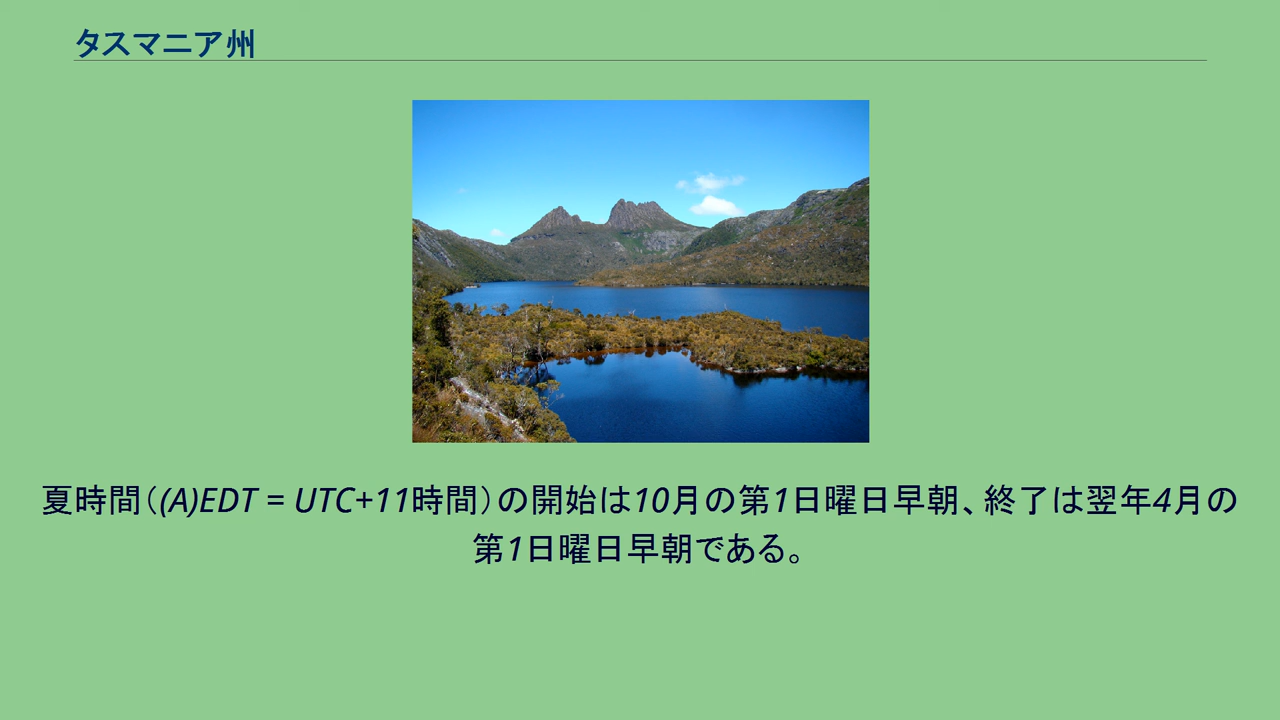 タスマニア州
夏時間（(A)EDT = UTC+11時間）の開始は10月の第1日曜日早朝、終了は翌年4月の
第1日曜日早朝である。